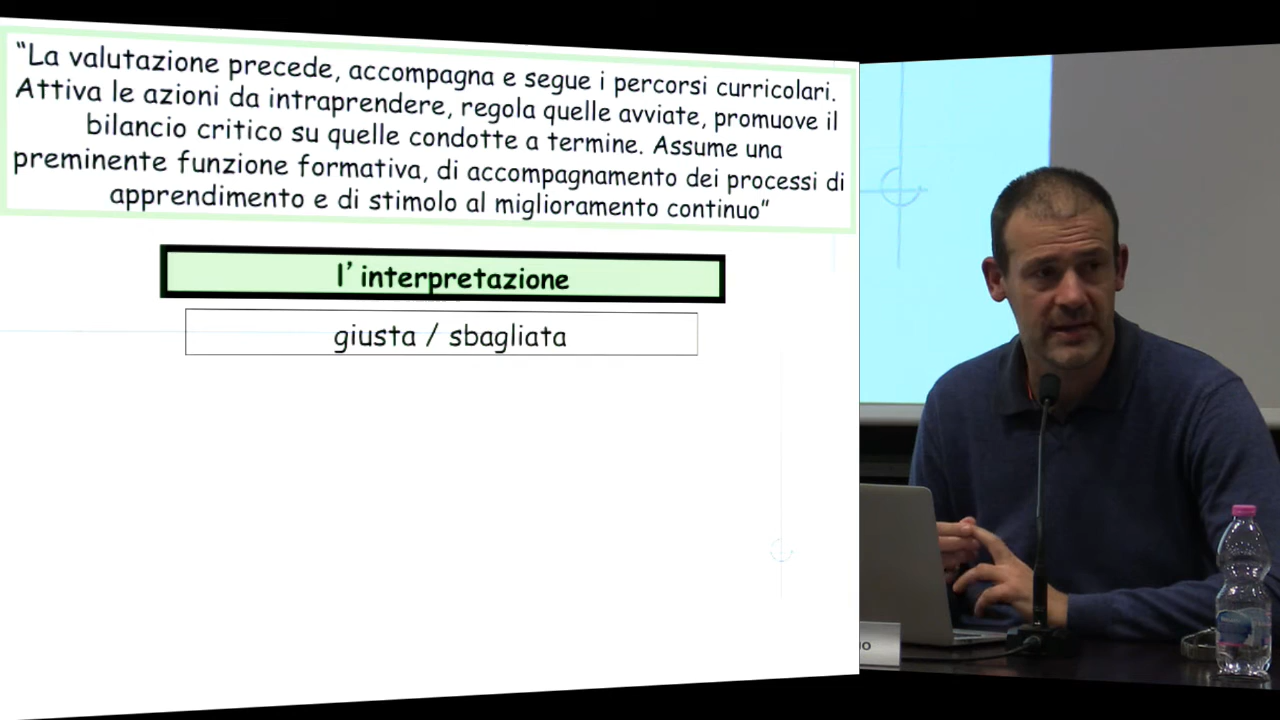 “La valutazione precede, accompagna e segue i percorsi curricolari.
Attiva le azioni da intraprendere, regola quelle avviate, promuove il
bilancio critico su quelle condotte a termine. Assume una
preminente funzione formativa, di accompagnamento dei processi di
apprendimento e di stimolo al miglioramento continuo”
l’interpretazione
giusta / sbagliata